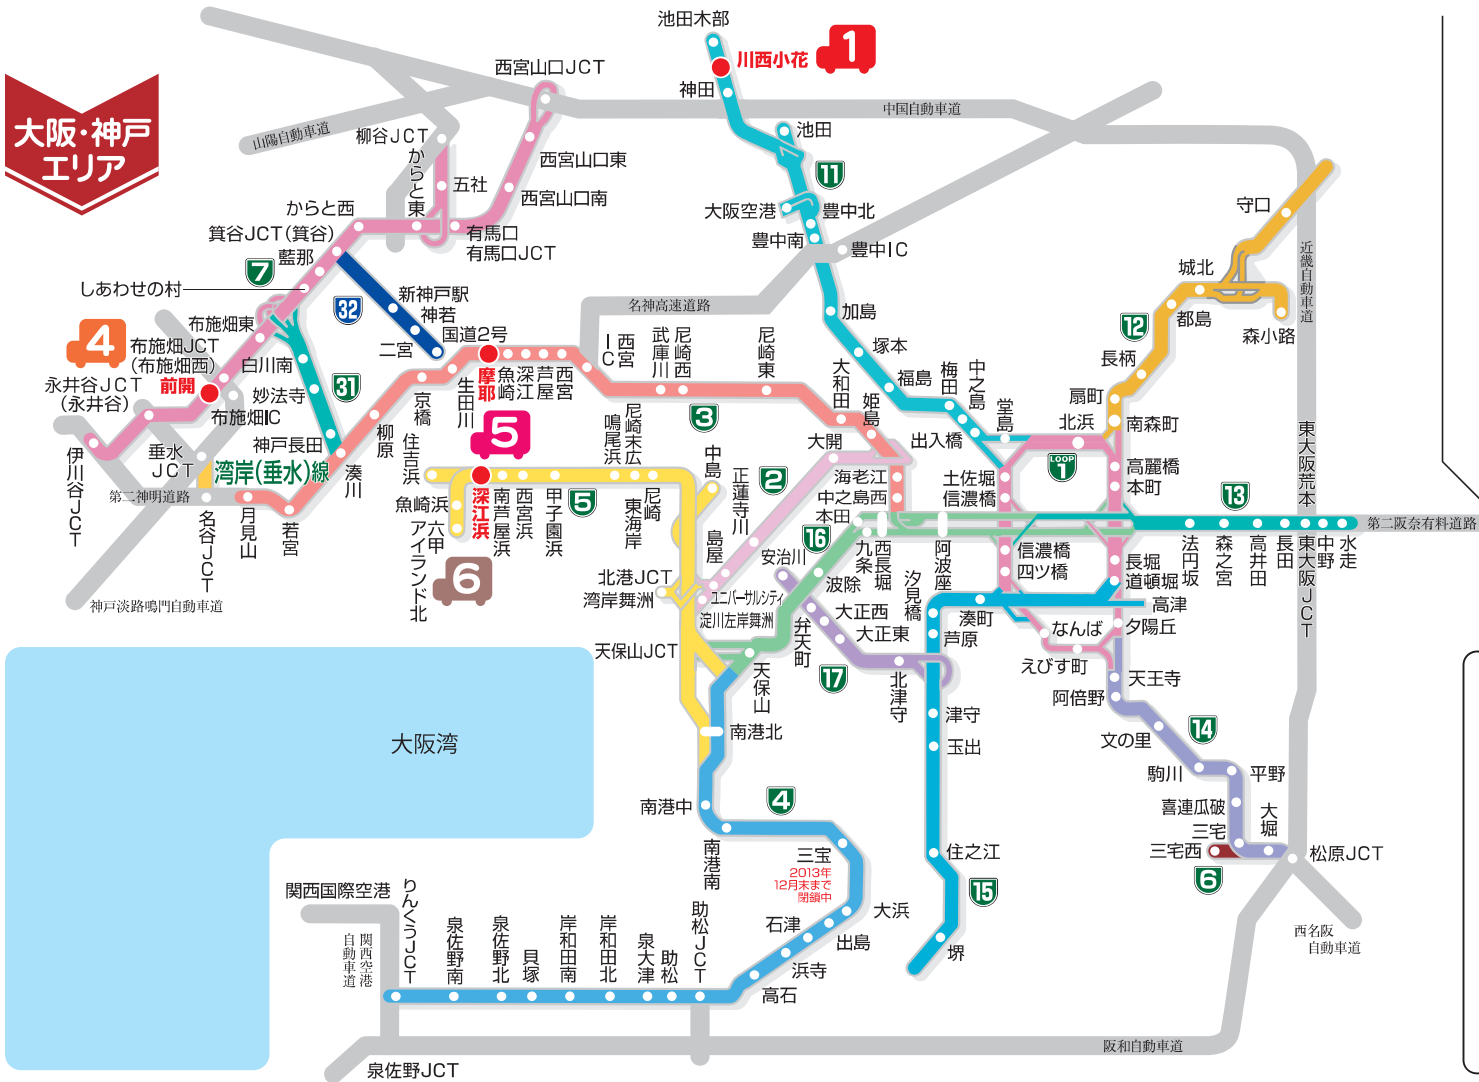 大阪・神戸
エリア
池田木部
川西小花
1
神田
西宮山口JCT
中国自動車道
山陽自動車道
柳谷JCT
池田
からと東
五社
西宮山口東
西宮山口南
11
大阪空港
豊中北
豊中南
豊中IC
守口
からと西
箕谷JCT(箕谷)
藍那
有馬口
有馬口JCT
近畿自動車道
7
しあわせの村
32
新神戸駅
神若
国道2号
二宮
名神高速道路
加島
城北
都島
12
森小路
4
布施畑東
布施畑JCT
(布施畑西)
前開
白川南
永井谷JCT
(永井谷)
布施畑IC
妙法寺
31
神戸長田
京橋
生田川
摩耶
魚崎
深江
芦屋
西宮
西宮IC
武庫川
尼崎西
尼崎東
3
塚本
福島
大和田
姫島
梅田
中之島
堂島
長柄
扇町
南森町
北浜
出入橋
LOOP
1
高麗橋
本町
伊川谷JCT
垂水
JCT
湾岸(垂水)線
第二神明道路
名谷JCT
月見山
若宮
湊川
柳原
住吉浜
5
魚崎浜
六甲
アイランド北
深江浜
南芦屋浜
西宮浜
甲子園浜
5
鳴尾浜
尼崎末広
東海岸
尼崎
中島
正蓮寺川
2
大開
海老江
中之島西
本田
土佐堀
信濃橋
13
東大阪荒本
第二阪奈有料道路
6
島屋
安治川
16
九条
西長堀
阿波座
信濃橋
四ツ橋
長堀
道頓堀
法円坂
森之宮
高井田
長田
東大阪JCT
中野
水走
神戸淡路鳴門自動車道
北港JCT
湾岸舞洲
ユニバーサルシティ
淀川左岸舞洲
波除
汐見橋
大正西
大正東
湊町
芦原
高津
夕陽丘
なんば
えびす町
天保山JCT
弁天町
天保山
17
北津守
津守
天王寺
阿倍野
大阪湾
南港北
玉出
文の里
14
駒川
平野
喜連瓜破
大堀
三宅
三宅西
6
松原JCT
南港中
4
南港南
三宝
2013年
12月末まで
閉鎖中
住之江
15
堺
関西国際空港
りんくうJCT
関西空港
自動車道
泉佐野南
泉佐野北
貝塚
岸和田南
岸和田北
泉大津
助松
助松JCT
石津
大浜
出島
浜寺
高石
西名阪
自動車道
阪和自動車道
泉佐野JCT